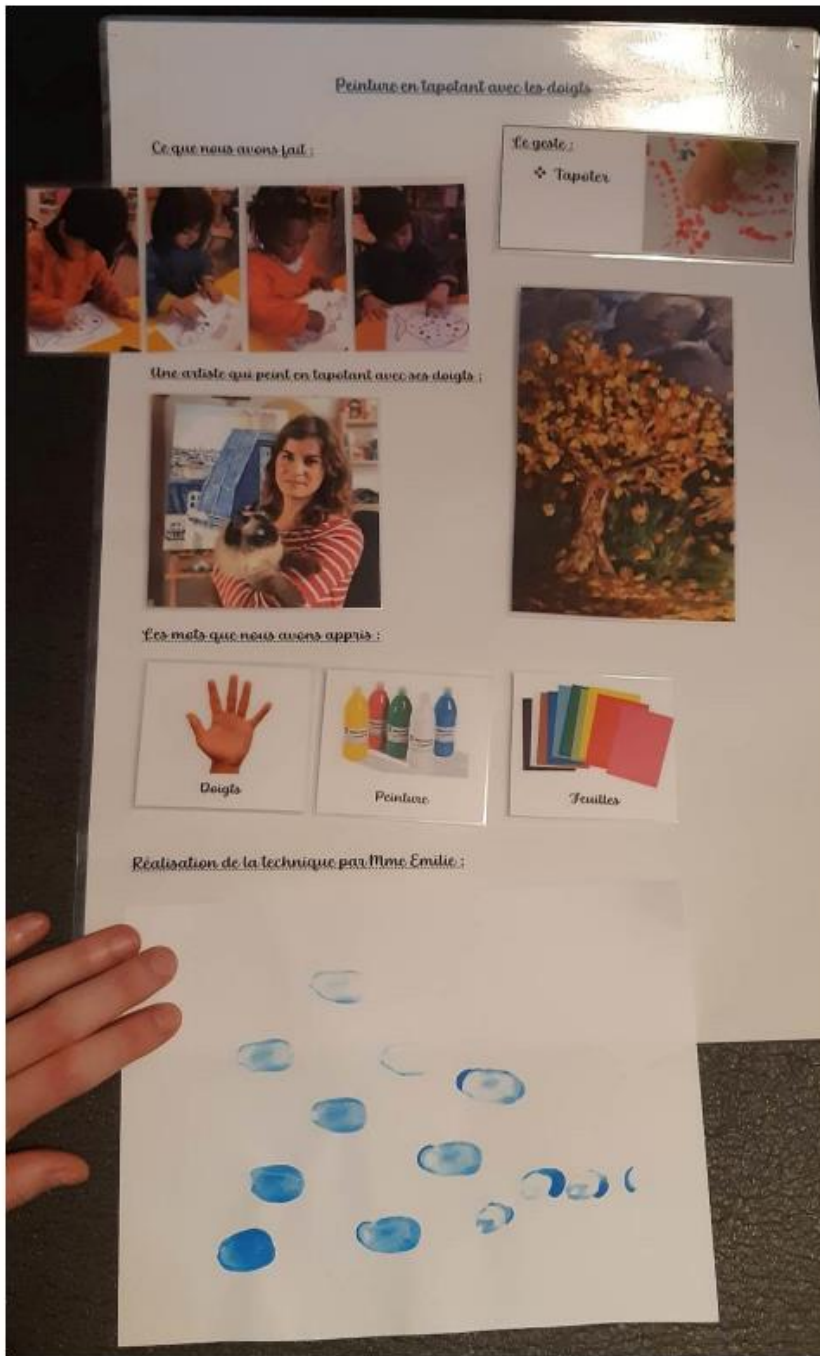 Peinture en tapotant avec les doigts
Ce que nous avons fait :
Le geste :
❖ Tapoter
Une artiste qui peint en tapotant avec ses doigts :
Les mots que nous avons appris :
Doigts
Peinture
Feuilles
Réalisation de la technique par Mme Emilie :